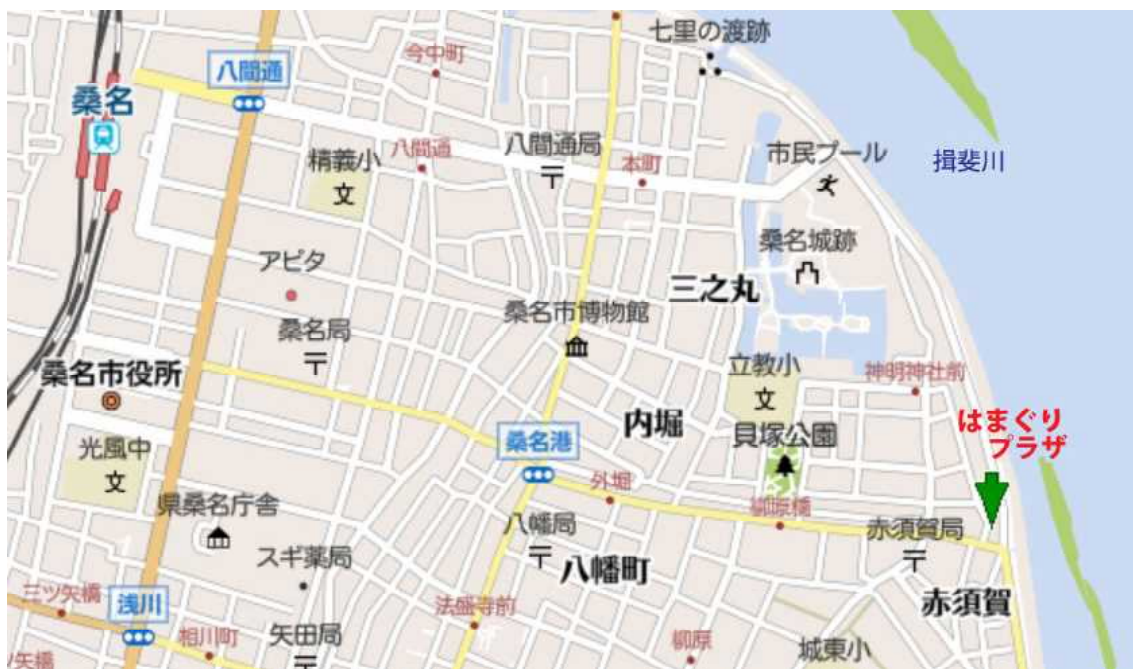 七里の渡跡
今中町
八間通
桑名
八間通局
精義小
八間通
本町
市民プール
揖斐川
桑名城跡
アピタ
三之丸
桑名市博物館
桑名局
立教小
桑名市役所
神明神社前
はまぐり
プラザ
内堀
貝塚公園
桑名港
光風中
文
外堀
県桑名庁舎
八幡局
柳原橋
赤須賀局
スギ薬局
八幡町
三ツ矢橋
浅川
法盛寺前
赤須賀
相川町
矢田局
柳原
城東小
ツ矢橋